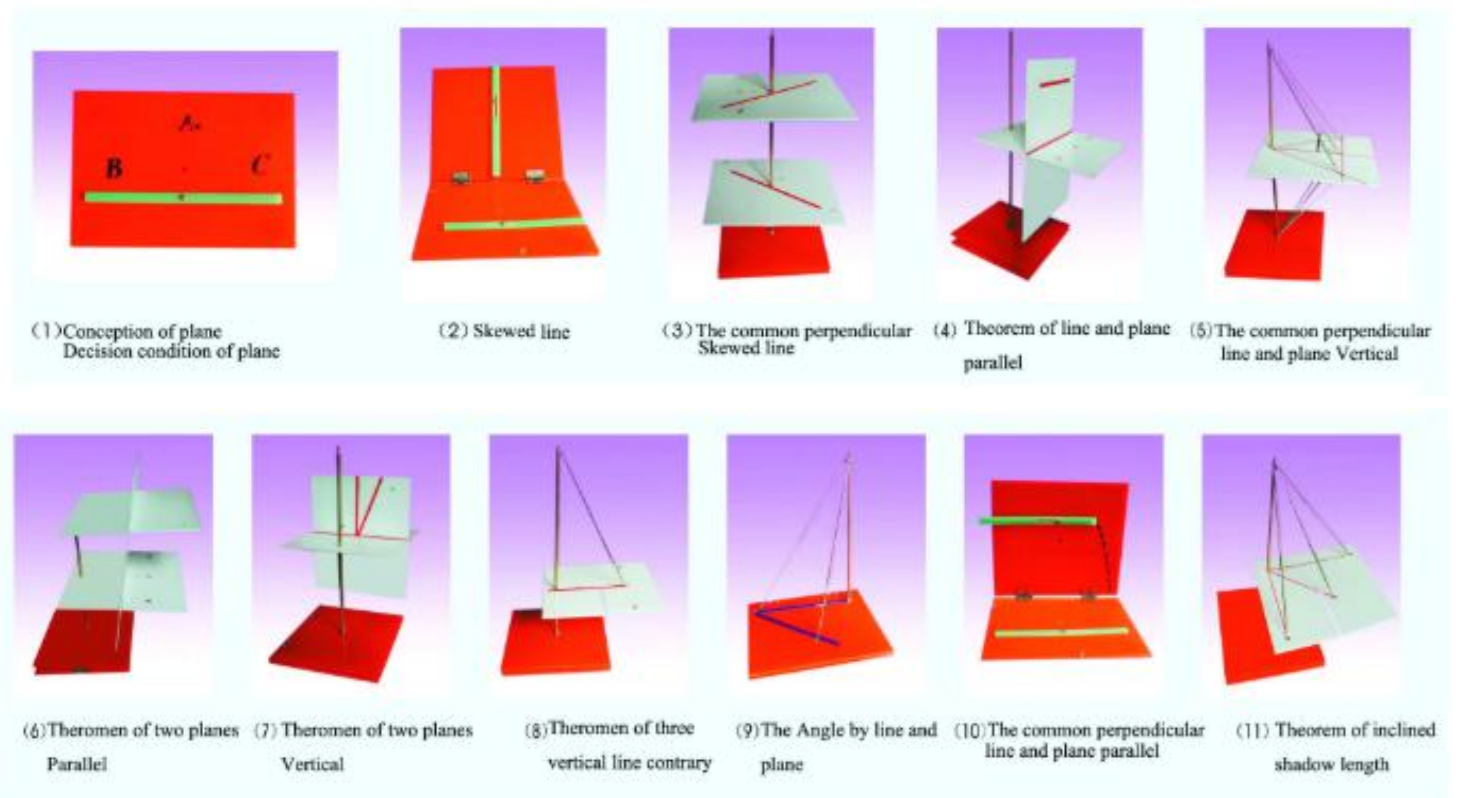 A
B
C
(1)Conception of plane
Decision condition of plane
(2) Skewed line
(3)The common perpendicular
Skewed line
(4) Theorem of line and plane
parallel
(5)The common perpendicular
line and plane Vertical
(6)Theromen of two planes
Parallel
(7)Theromen of two planes
Vertical
(8)Theromen of three
vertical line contrary
(9)The Angle by line and
plane
(10)The common perpendicular
line and plane parallel
(11) Theorem of inclined
shadow length